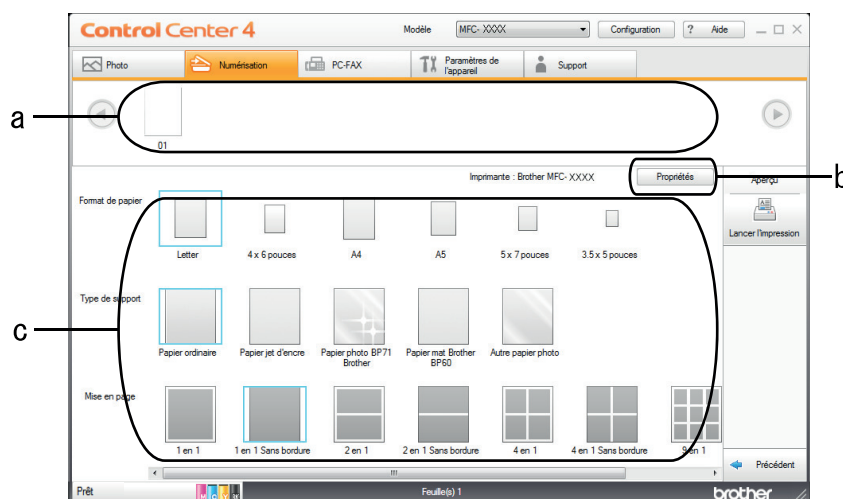 Control Center 4
Modèle
MFC- XXXX
Configuration
? Aide
Photo
Numérisation
PC-FAX
Paramètres de
l'appareil
Support
a
01
Imprimante : Brother MFC- XXXX
Propriétés
b
Aperçu
Lancer l'impression
Format de papier
Letter
4 x 6 pouces
A4
A5
5 x 7 pouces
3.5 x 5 pouces
Type de support
c
Papier ordinaire
Papier jet d'encre
Papier photo BP71
Brother
Papier mat Brother
BP60
Autre papier photo
Mise en page
1 en 1
1 en 1 Sans bordure
2 en 1
2 en 1 Sans bordure
4 en 1
4 en 1 Sans bordure
9 en 1
Précédent
Prêt
M C Y K
Feuille(s) 1
brother